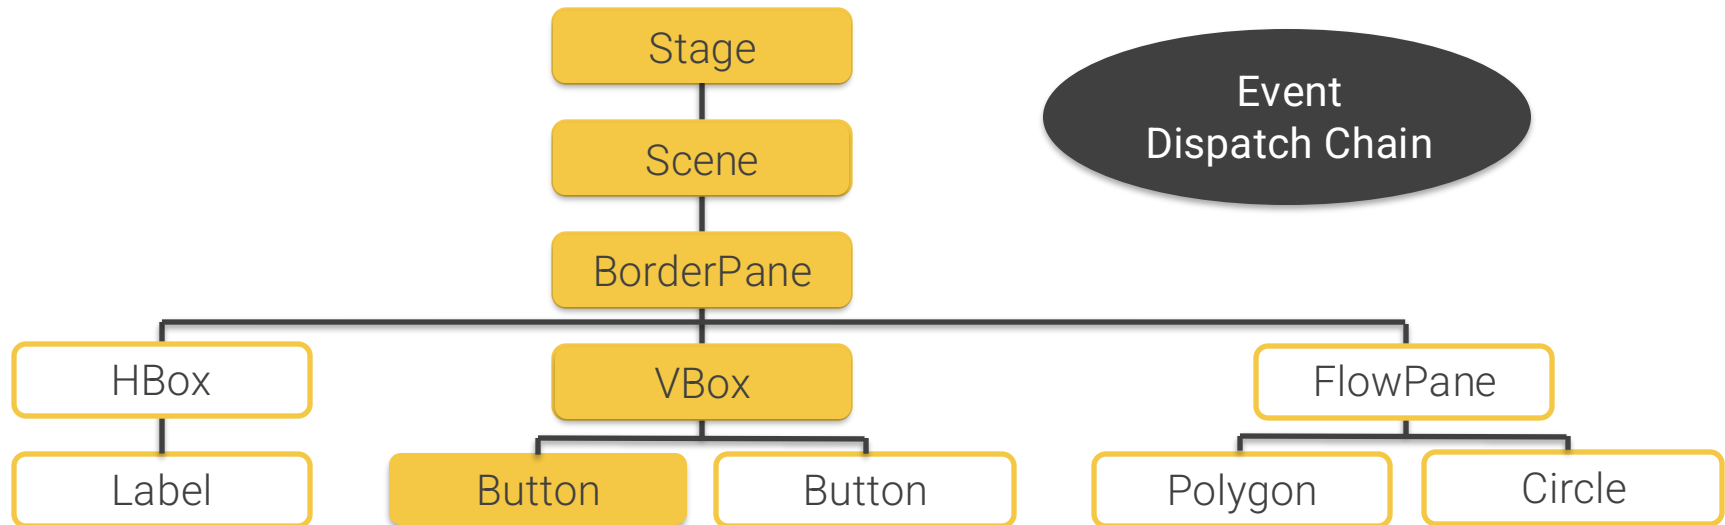 Stage
Event
Dispatch Chain
Scene
BorderPane
HBox
VBox
FlowPane
Label
Button
Button
Polygon
Circle